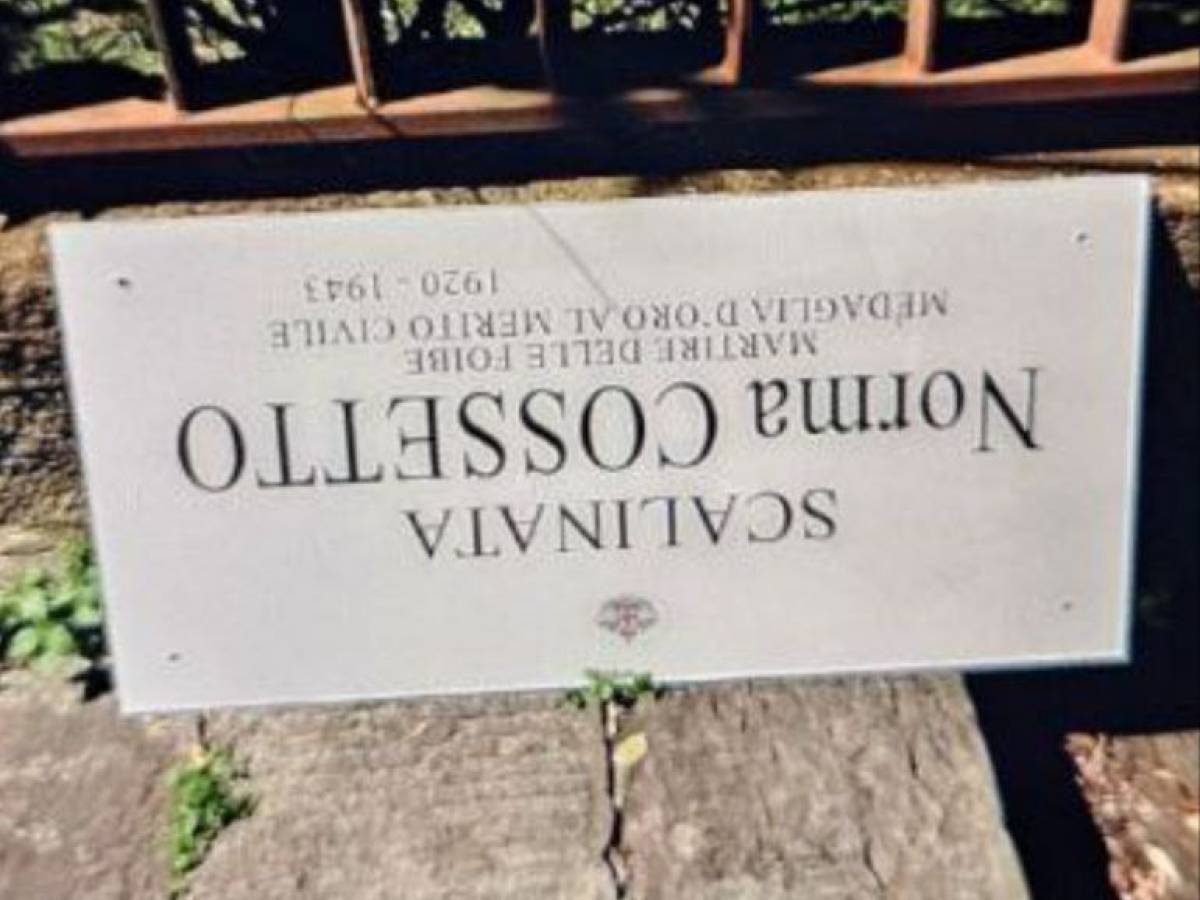 SCALINATA
Norma COSSETTO
MARTIRE DELLE FOIBE
MEDAGLIA D'ORO AL MERITO CIVILE
1920 - 1943